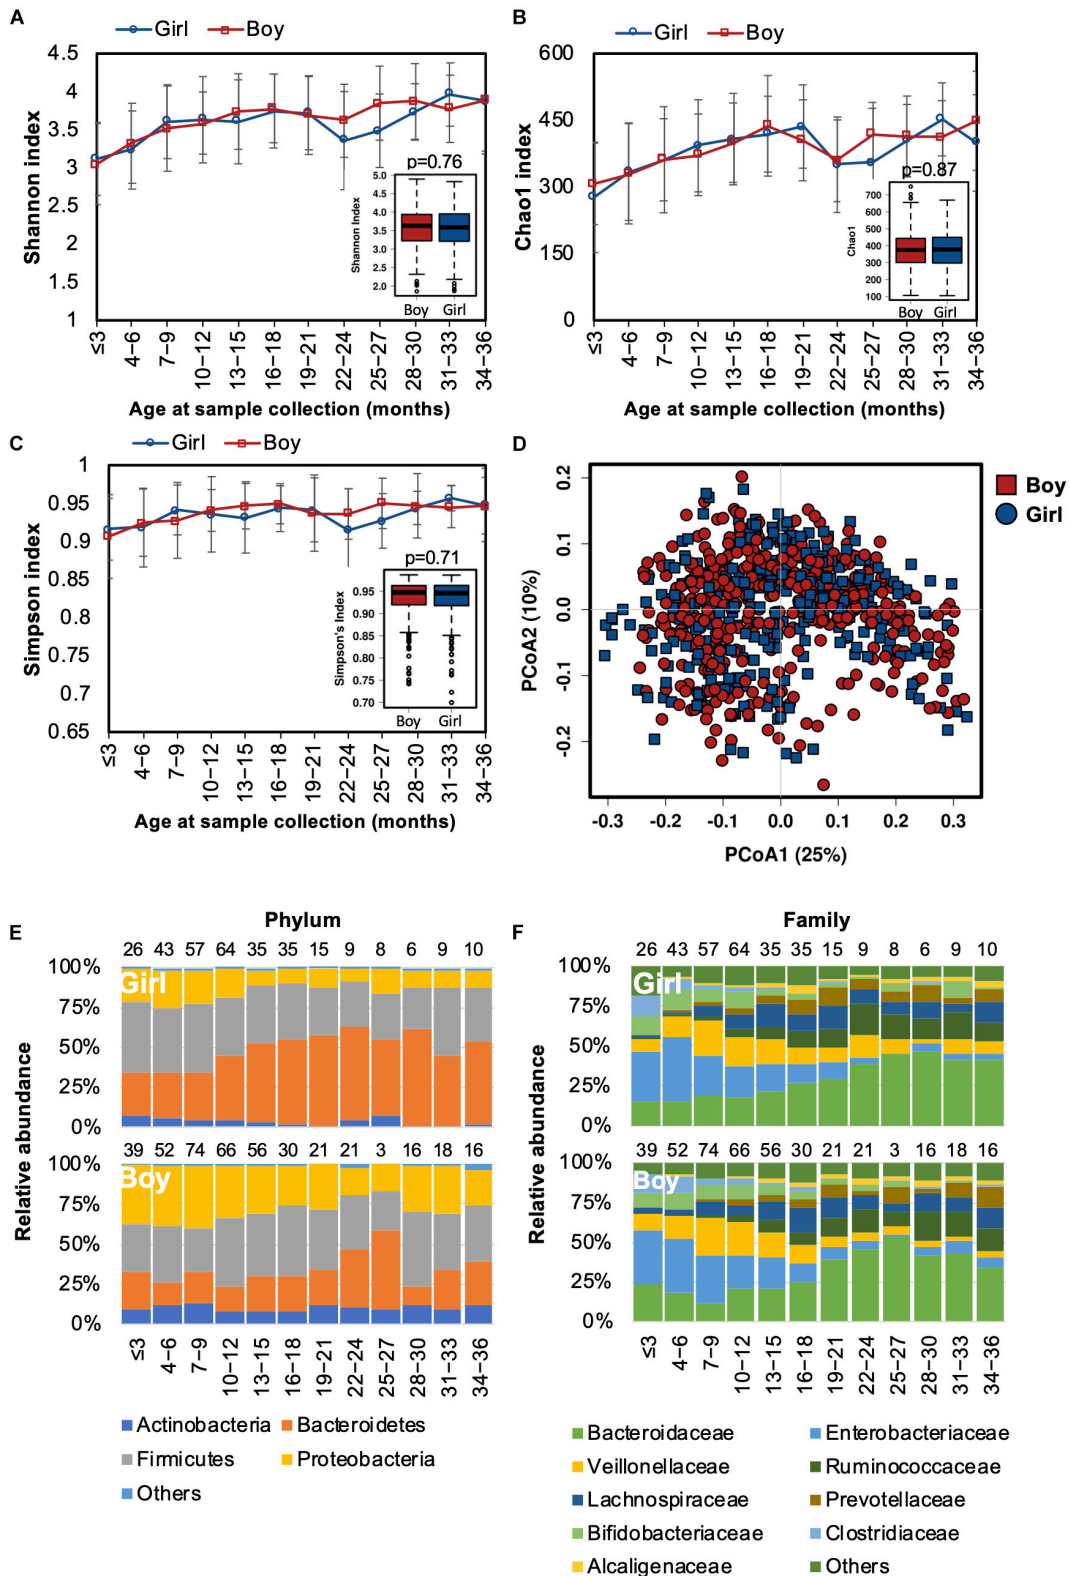 A
Girl Boy
4.5
4
3.5
3
2.5
2
1.5
1
Shannon index
p=0.76
5.0
4.5
4.0
3.5
3.0
2.5
2.0
Shannon Index
Boy Girl
≤3 4–6 7–9 10–12 13–15 16–18 19–21 22–24 25–27 28–30 31–33 34–36
Age at sample collection (months)
B
Girl Boy
600
450
300
150
0
Chao1 index
p=0.87
700
600
500
400
300
200
100
Chao1
Boy Girl
≤3 4–6 7–9 10–12 13–15 16–18 19–21 22–24 25–27 28–30 31–33 34–36
Age at sample collection (months)
C
Girl Boy
1
0.95
0.9
0.85
0.8
0.75
0.7
0.65
Simpson index
p=0.71
0.95
0.90
0.85
0.80
0.75
0.70
Simpson's Index
Boy Girl
≤3 4–6 7–9 10–12 13–15 16–18 19–21 22–24 25–27 28–30 31–33 34–36
Age at sample collection (months)
D
0.2
0.1
0.0
-0.1
-0.2
PCoA2 (10%)
-0.3 -0.2 -0.1 0.0 0.1 0.2 0.3
PCoA1 (25%)
Boy
Girl
E
Phylum
26 43 57 64 35 35 15 9 8 6 9 10
Girl
100%
75%
50%
25%
0%
39 52 74 66 56 30 21 21 3 16 18 16
Boy
100%
75%
50%
25%
0%
Relative abundance
≤3 4–6 7–9 10–12 13–15 16–18 19–21 22–24 25–27 28–30 31–33 34–36
Actinobacteria Bacteroidetes
Firmicutes Proteobacteria
Others
F
Family
26 43 57 64 35 35 15 9 8 6 9 10
Girl
100%
75%
50%
25%
0%
39 52 74 66 56 30 21 21 3 16 18 16
Boy
100%
75%
50%
25%
0%
Relative abundance
≤3 4–6 7–9 10–12 13–15 16–18 19–21 22–24 25–27 28–30 31–33 34–36
Bacteroidaceae Enterobacteriaceae
Veillonellaceae Ruminococcaceae
Lachnospiraceae Prevotellaceae
Bifidobacteriaceae Clostridiaceae
Alcaligenaceae Others